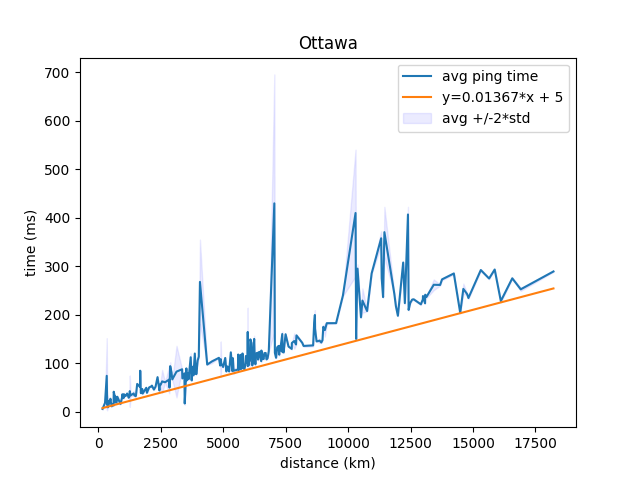 Ottawa
avg ping time
y=0.01367*x + 5
avg +/-2*std
700
600
500
400
300
200
100
0
time (ms)
0 2500 5000 7500 10000 12500 15000 17500
distance (km)